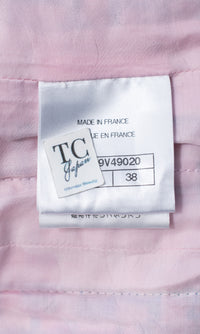 MADE IN FRANCE
UE EN FRANCE
TC
Japan
9V49020
38